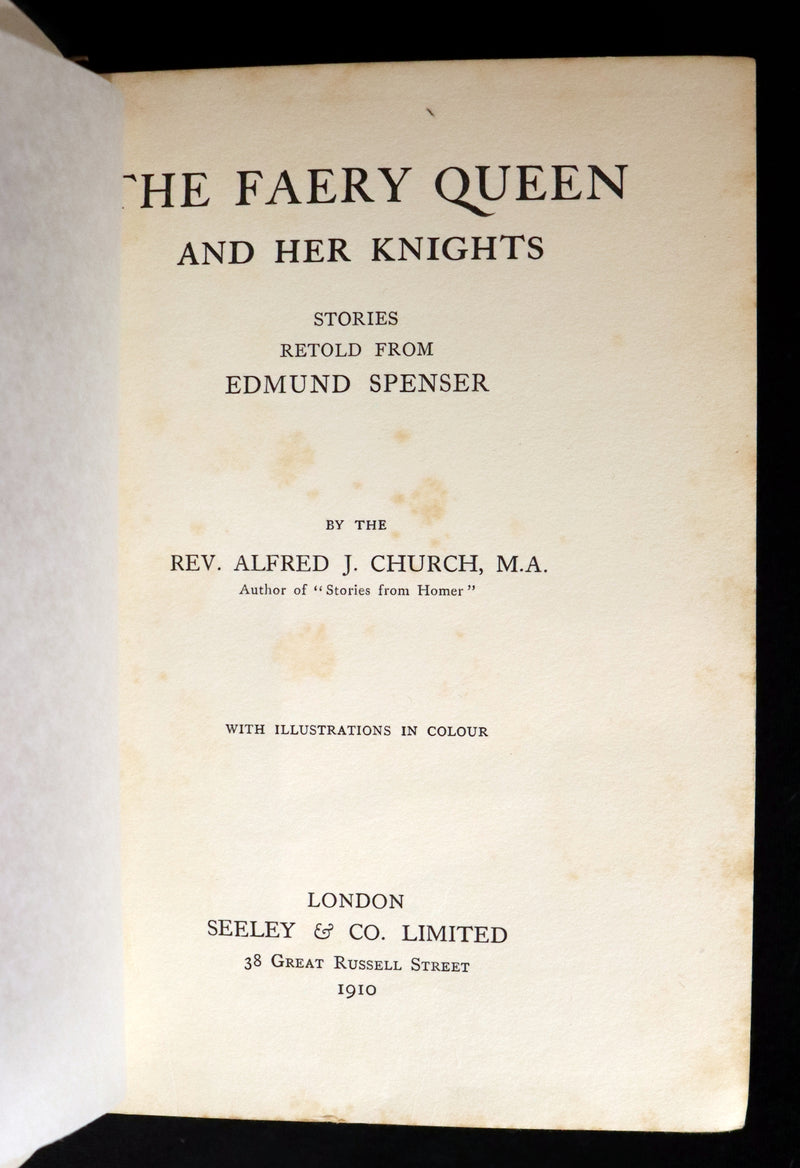 THE FAERY QUEEN
AND HER KNIGHTS
STORIES
RETOLD FROM
EDMUND SPENSER
BY THE
REV. ALFRED J. CHURCH, M.A.
Author of “Stories from Homer”
WITH ILLUSTRATIONS IN COLOUR
LONDON
SEELEY & CO. LIMITED
38 GREAT RUSSELL STREET
1910